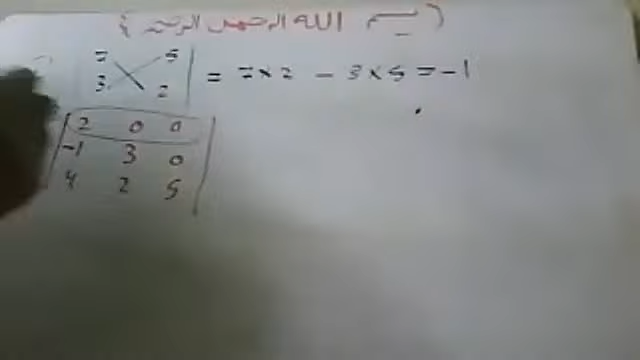 ( بسم الله الرحمن الرحيم )
| 7 5 | = 7×2 − 3×5 = −1
| 3 2 |
| 2 0 0 |
| -1 3 0 |
| 4 2 5 |